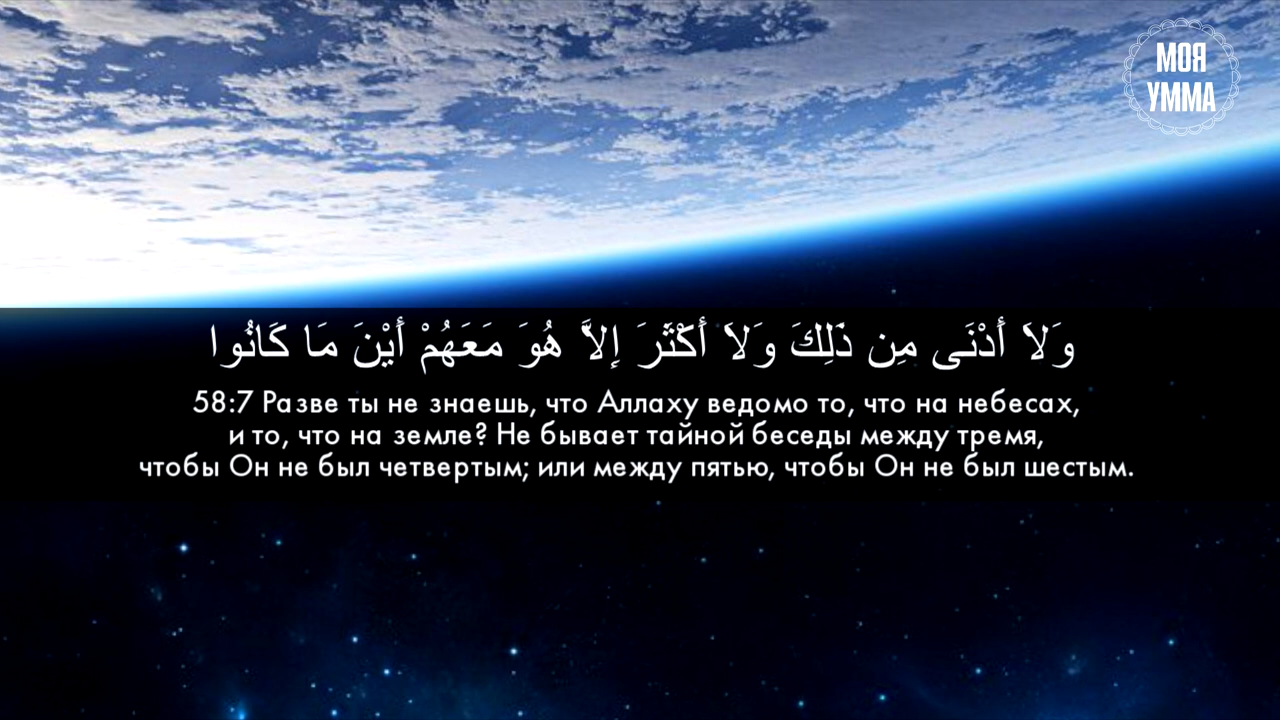 МОЯ
УММА
وَلاَ أَدْنَى مِن ذَٰلِكَ وَلاَ أَكْثَرَ إِلاَّ هُوَ مَعَهُمْ أَيْنَ مَا كَانُوا
58:7 Разве ты не знаешь, что Аллаху ведомо то, что на небесах,
и то, что на земле? Не бывает тайной беседы между тремя,
чтобы Он не был четвертым; или между пятью, чтобы Он не был шестым.